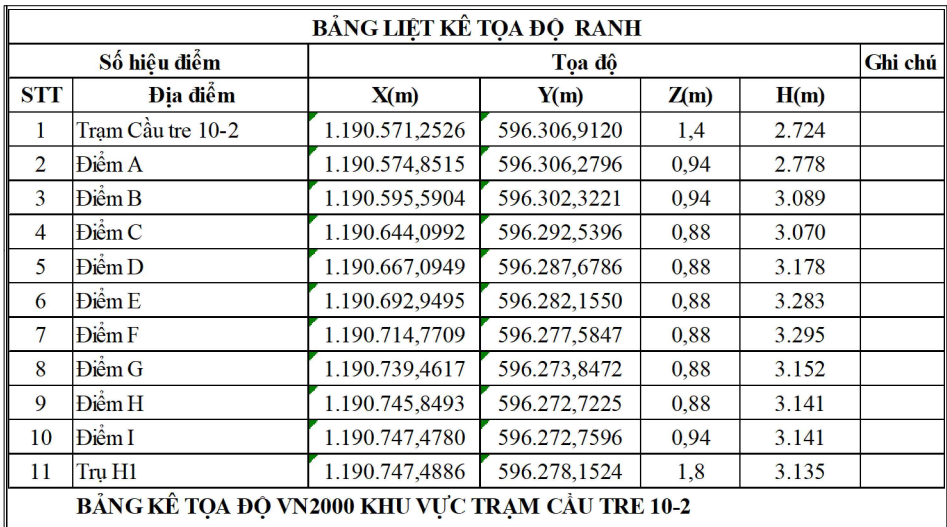 BẢNG LIỆT KÊ TỌA ĐỘ RANH
Số hiệu điểm Tọa độ Ghi chú
STT Địa điểm X(m) Y(m) Z(m) H(m)
1 Trạm Cầu tre 10-2 1.190.571,2526 596.306,9120 1,4 2.724
2 Điểm A 1.190.574,8515 596.306,2796 0,94 2.778
3 Điểm B 1.190.595,5904 596.302,3221 0,94 3.089
4 Điểm C 1.190.644,0992 596.292,5396 0,88 3.070
5 Điểm D 1.190.667,0949 596.287,6786 0,88 3.178
6 Điểm E 1.190.692,9495 596.282,1550 0,88 3.283
7 Điểm F 1.190.714,7709 596.277,5847 0,88 3.295
8 Điểm G 1.190.739,4617 596.273,8472 0,88 3.152
9 Điểm H 1.190.745,8493 596.272,7225 0,88 3.141
10 Điểm I 1.190.747,4780 596.272,7596 0,94 3.141
11 Trụ H1 1.190.747,4886 596.278,1524 1,8 3.135
BẢNG KÊ TỌA ĐỘ VN2000 KHU VỰC TRẠM CẦU TRE 10-2